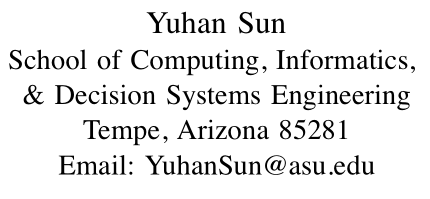 Yuhan Sun
School of Computing, Informatics,
& Decision Systems Engineering
Tempe, Arizona 85281
Email: YuhanSun@asu.edu